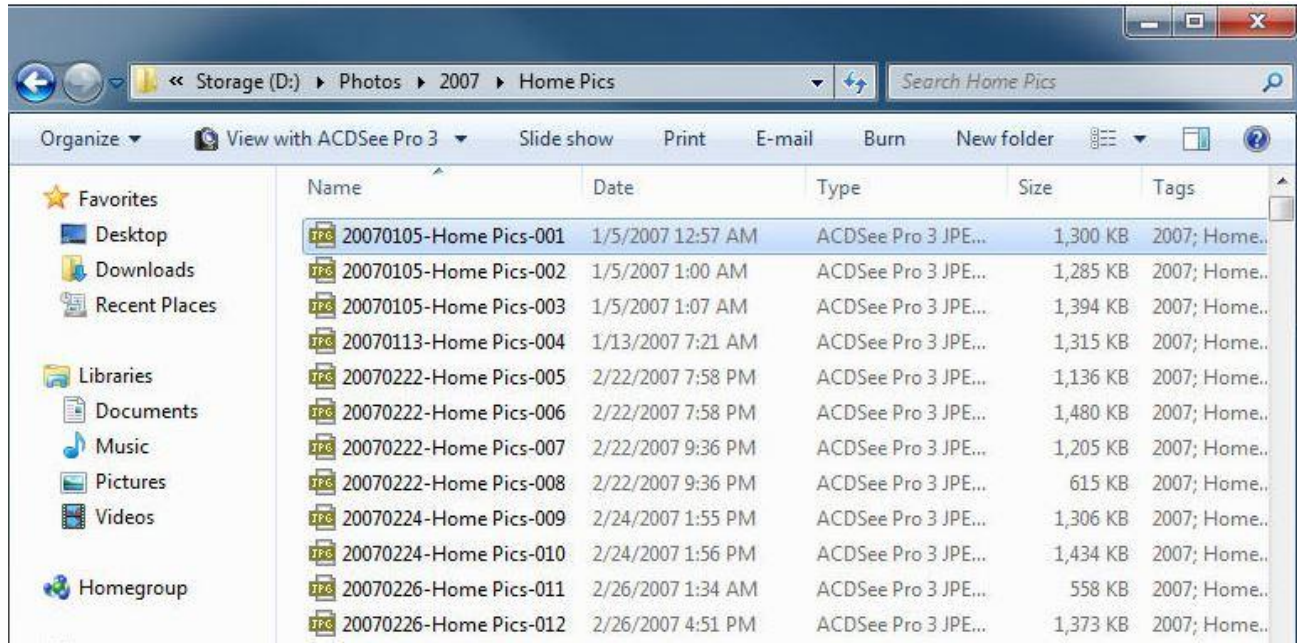 « Storage (D:) ▸ Photos ▸ 2007 ▸ Home Pics Search Home Pics
Organize View with ACDSee Pro 3 Slide show Print E-mail Burn New folder
Favorites
Desktop
Downloads
Recent Places
Libraries
Documents
Music
Pictures
Videos
Homegroup
Name Date Type Size Tags
20070105-Home Pics-001 1/5/2007 12:57 AM ACDSee Pro 3 JPE... 1,300 KB 2007; Home..
20070105-Home Pics-002 1/5/2007 1:00 AM ACDSee Pro 3 JPE... 1,285 KB 2007; Home..
20070105-Home Pics-003 1/5/2007 1:07 AM ACDSee Pro 3 JPE... 1,394 KB 2007; Home..
20070113-Home Pics-004 1/13/2007 7:21 AM ACDSee Pro 3 JPE... 1,315 KB 2007; Home..
20070222-Home Pics-005 2/22/2007 7:58 PM ACDSee Pro 3 JPE... 1,136 KB 2007; Home..
20070222-Home Pics-006 2/22/2007 7:58 PM ACDSee Pro 3 JPE... 1,480 KB 2007; Home..
20070222-Home Pics-007 2/22/2007 9:36 PM ACDSee Pro 3 JPE... 1,205 KB 2007; Home..
20070222-Home Pics-008 2/22/2007 9:36 PM ACDSee Pro 3 JPE... 615 KB 2007; Home..
20070224-Home Pics-009 2/24/2007 1:55 PM ACDSee Pro 3 JPE... 1,306 KB 2007; Home..
20070224-Home Pics-010 2/24/2007 1:56 PM ACDSee Pro 3 JPE... 1,434 KB 2007; Home..
20070226-Home Pics-011 2/26/2007 1:34 AM ACDSee Pro 3 JPE... 558 KB 2007; Home..
20070226-Home Pics-012 2/26/2007 4:51 PM ACDSee Pro 3 JPE... 1,373 KB 2007; Home..